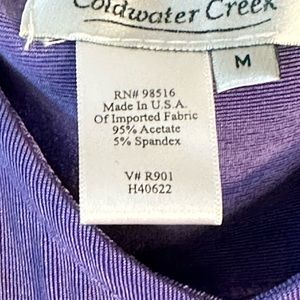 Coldwater Creek
M
RN# 98516
Made In U.S.A.
Of Imported Fabric
95% Acetate
5% Spandex
V# R901
H40622